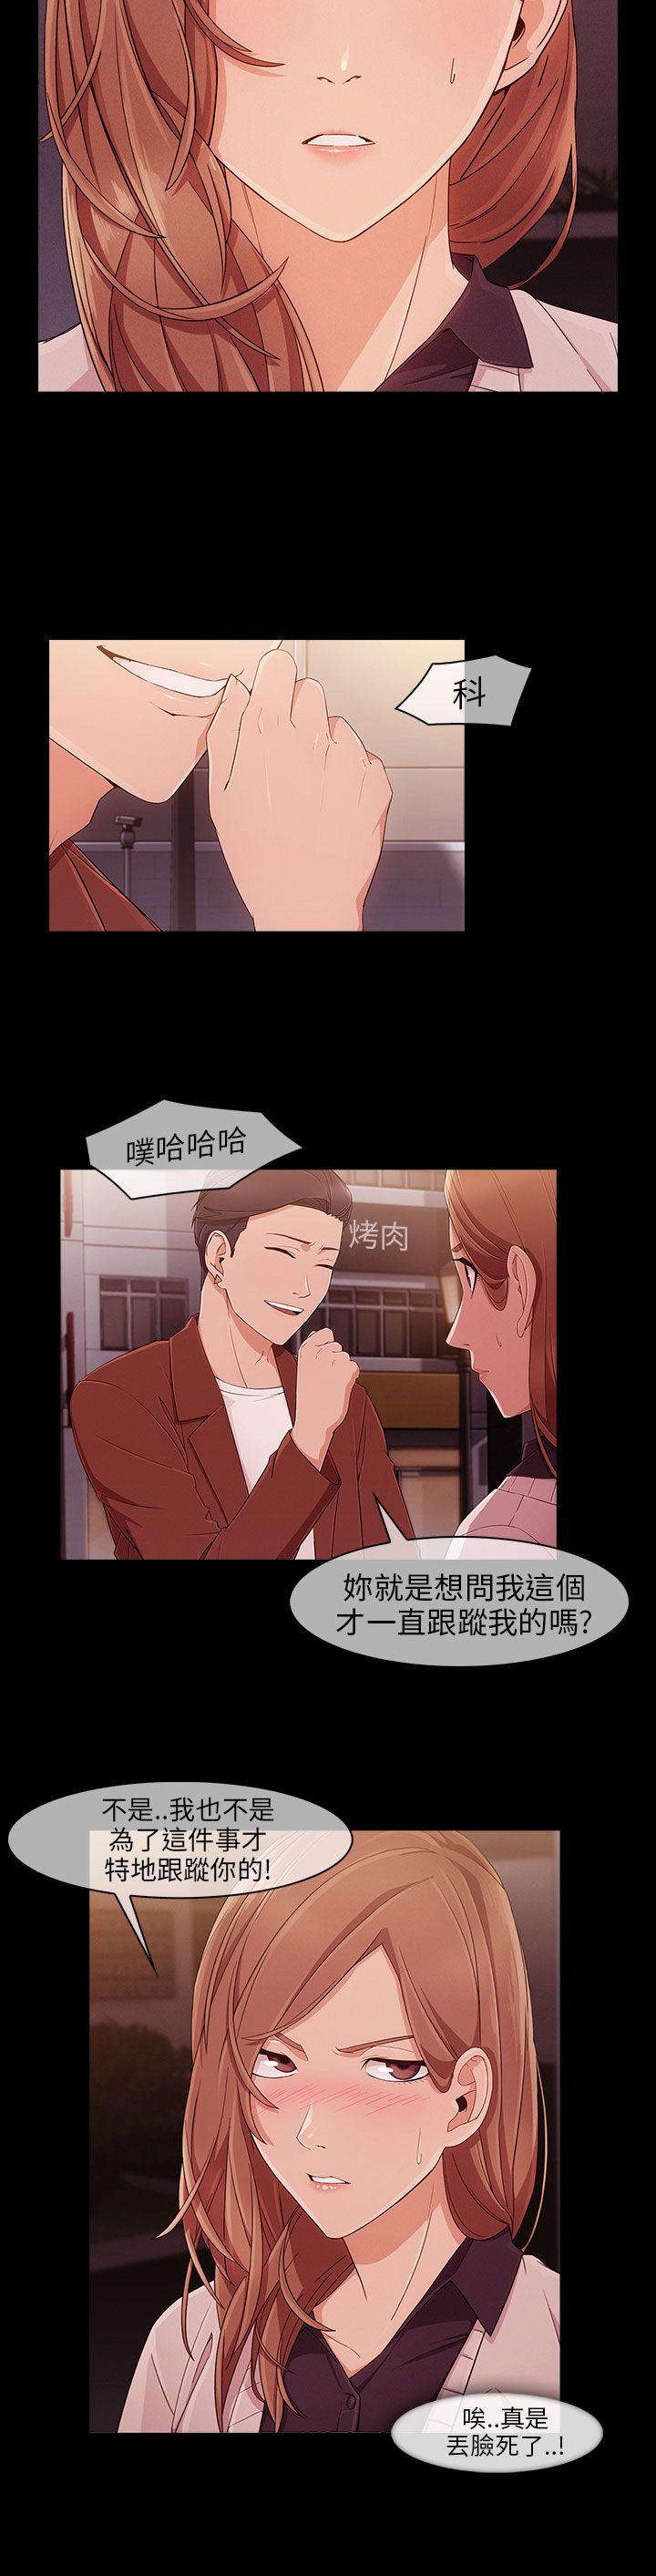 科
噗哈哈哈
烤肉
妳就是想問我這個
才一直跟蹤我的嗎?
不是..我也不是
為了這件事才
特地跟蹤你的!
唉..真是
丟臉死了..!